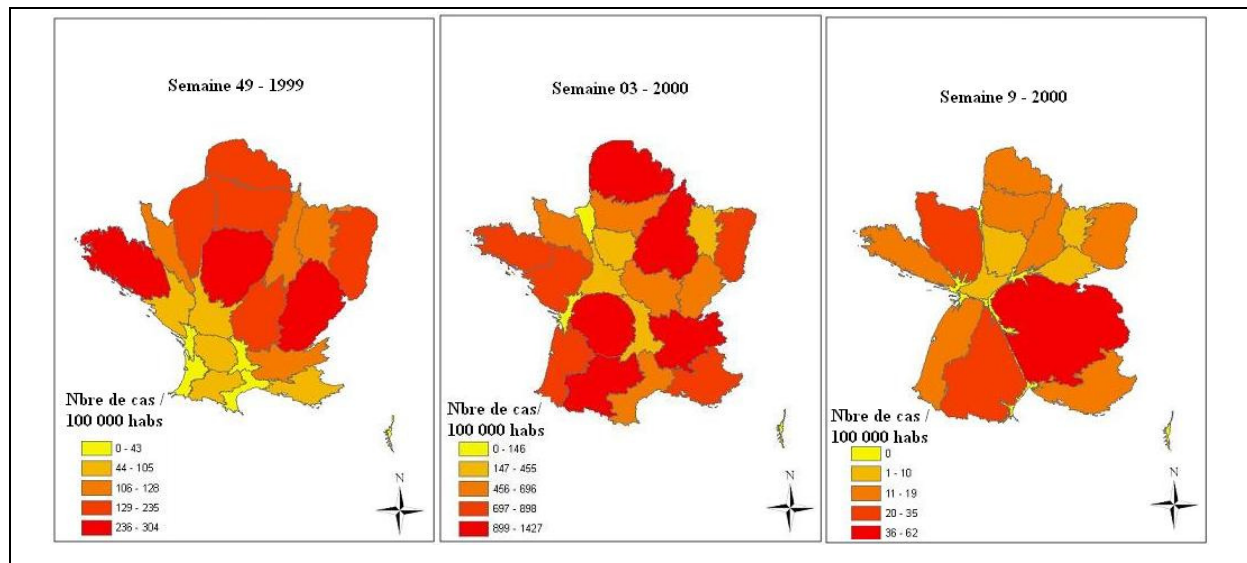 Semaine 49 - 1999
Nbre de cas /
100 000 habs
0 - 43
44 - 105
106 - 128
129 - 235
236 - 304
N
Semaine 03 - 2000
Nbre de cas/
100 000 habs
0 - 146
147 - 455
456 - 696
697 - 898
899 - 1427
N
Semaine 9 - 2000
Nbre de cas/
100 000 habs
0
1 - 10
11 - 19
20 - 35
36 - 62
N